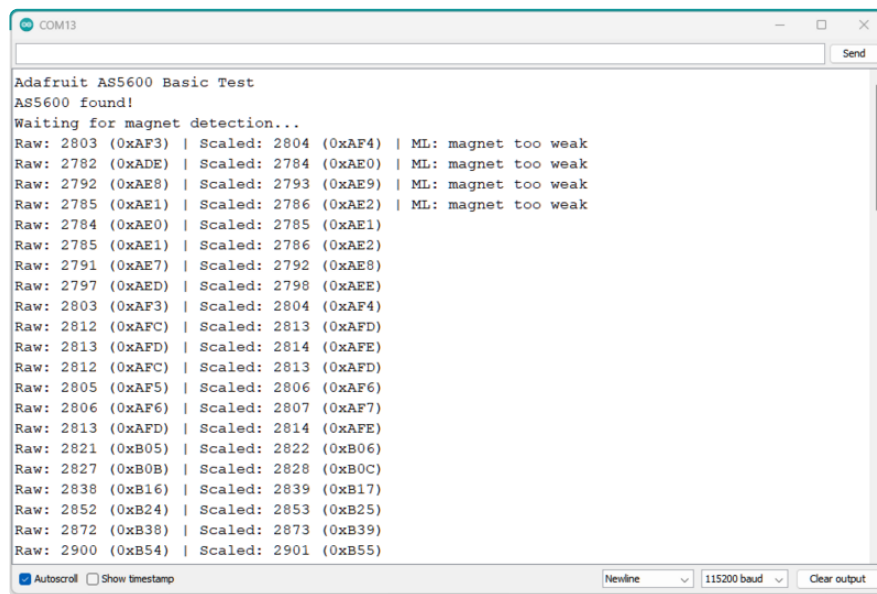 COM13
Send
Adafruit AS5600 Basic Test
AS5600 found!
Waiting for magnet detection...
Raw: 2803 (0xAF3) | Scaled: 2804 (0xAF4) | ML: magnet too weak
Raw: 2782 (0xADE) | Scaled: 2784 (0xAE0) | ML: magnet too weak
Raw: 2792 (0xAE8) | Scaled: 2793 (0xAE9) | ML: magnet too weak
Raw: 2785 (0xAE1) | Scaled: 2786 (0xAE2) | ML: magnet too weak
Raw: 2784 (0xAE0) | Scaled: 2785 (0xAE1)
Raw: 2785 (0xAE1) | Scaled: 2786 (0xAE2)
Raw: 2791 (0xAE7) | Scaled: 2792 (0xAE8)
Raw: 2797 (0xAED) | Scaled: 2798 (0xAEE)
Raw: 2803 (0xAF3) | Scaled: 2804 (0xAF4)
Raw: 2812 (0xAFC) | Scaled: 2813 (0xAFD)
Raw: 2813 (0xAFD) | Scaled: 2814 (0xAFE)
Raw: 2812 (0xAFC) | Scaled: 2813 (0xAFD)
Raw: 2805 (0xAF5) | Scaled: 2806 (0xAF6)
Raw: 2806 (0xAF6) | Scaled: 2807 (0xAF7)
Raw: 2813 (0xAFD) | Scaled: 2814 (0xAFE)
Raw: 2821 (0xB05) | Scaled: 2822 (0xB06)
Raw: 2827 (0xB0B) | Scaled: 2828 (0xB0C)
Raw: 2838 (0xB16) | Scaled: 2839 (0xB17)
Raw: 2852 (0xB24) | Scaled: 2853 (0xB25)
Raw: 2872 (0xB38) | Scaled: 2873 (0xB39)
Raw: 2900 (0xB54) | Scaled: 2901 (0xB55)
Autoscroll Show timestamp Newline 115200 baud Clear output